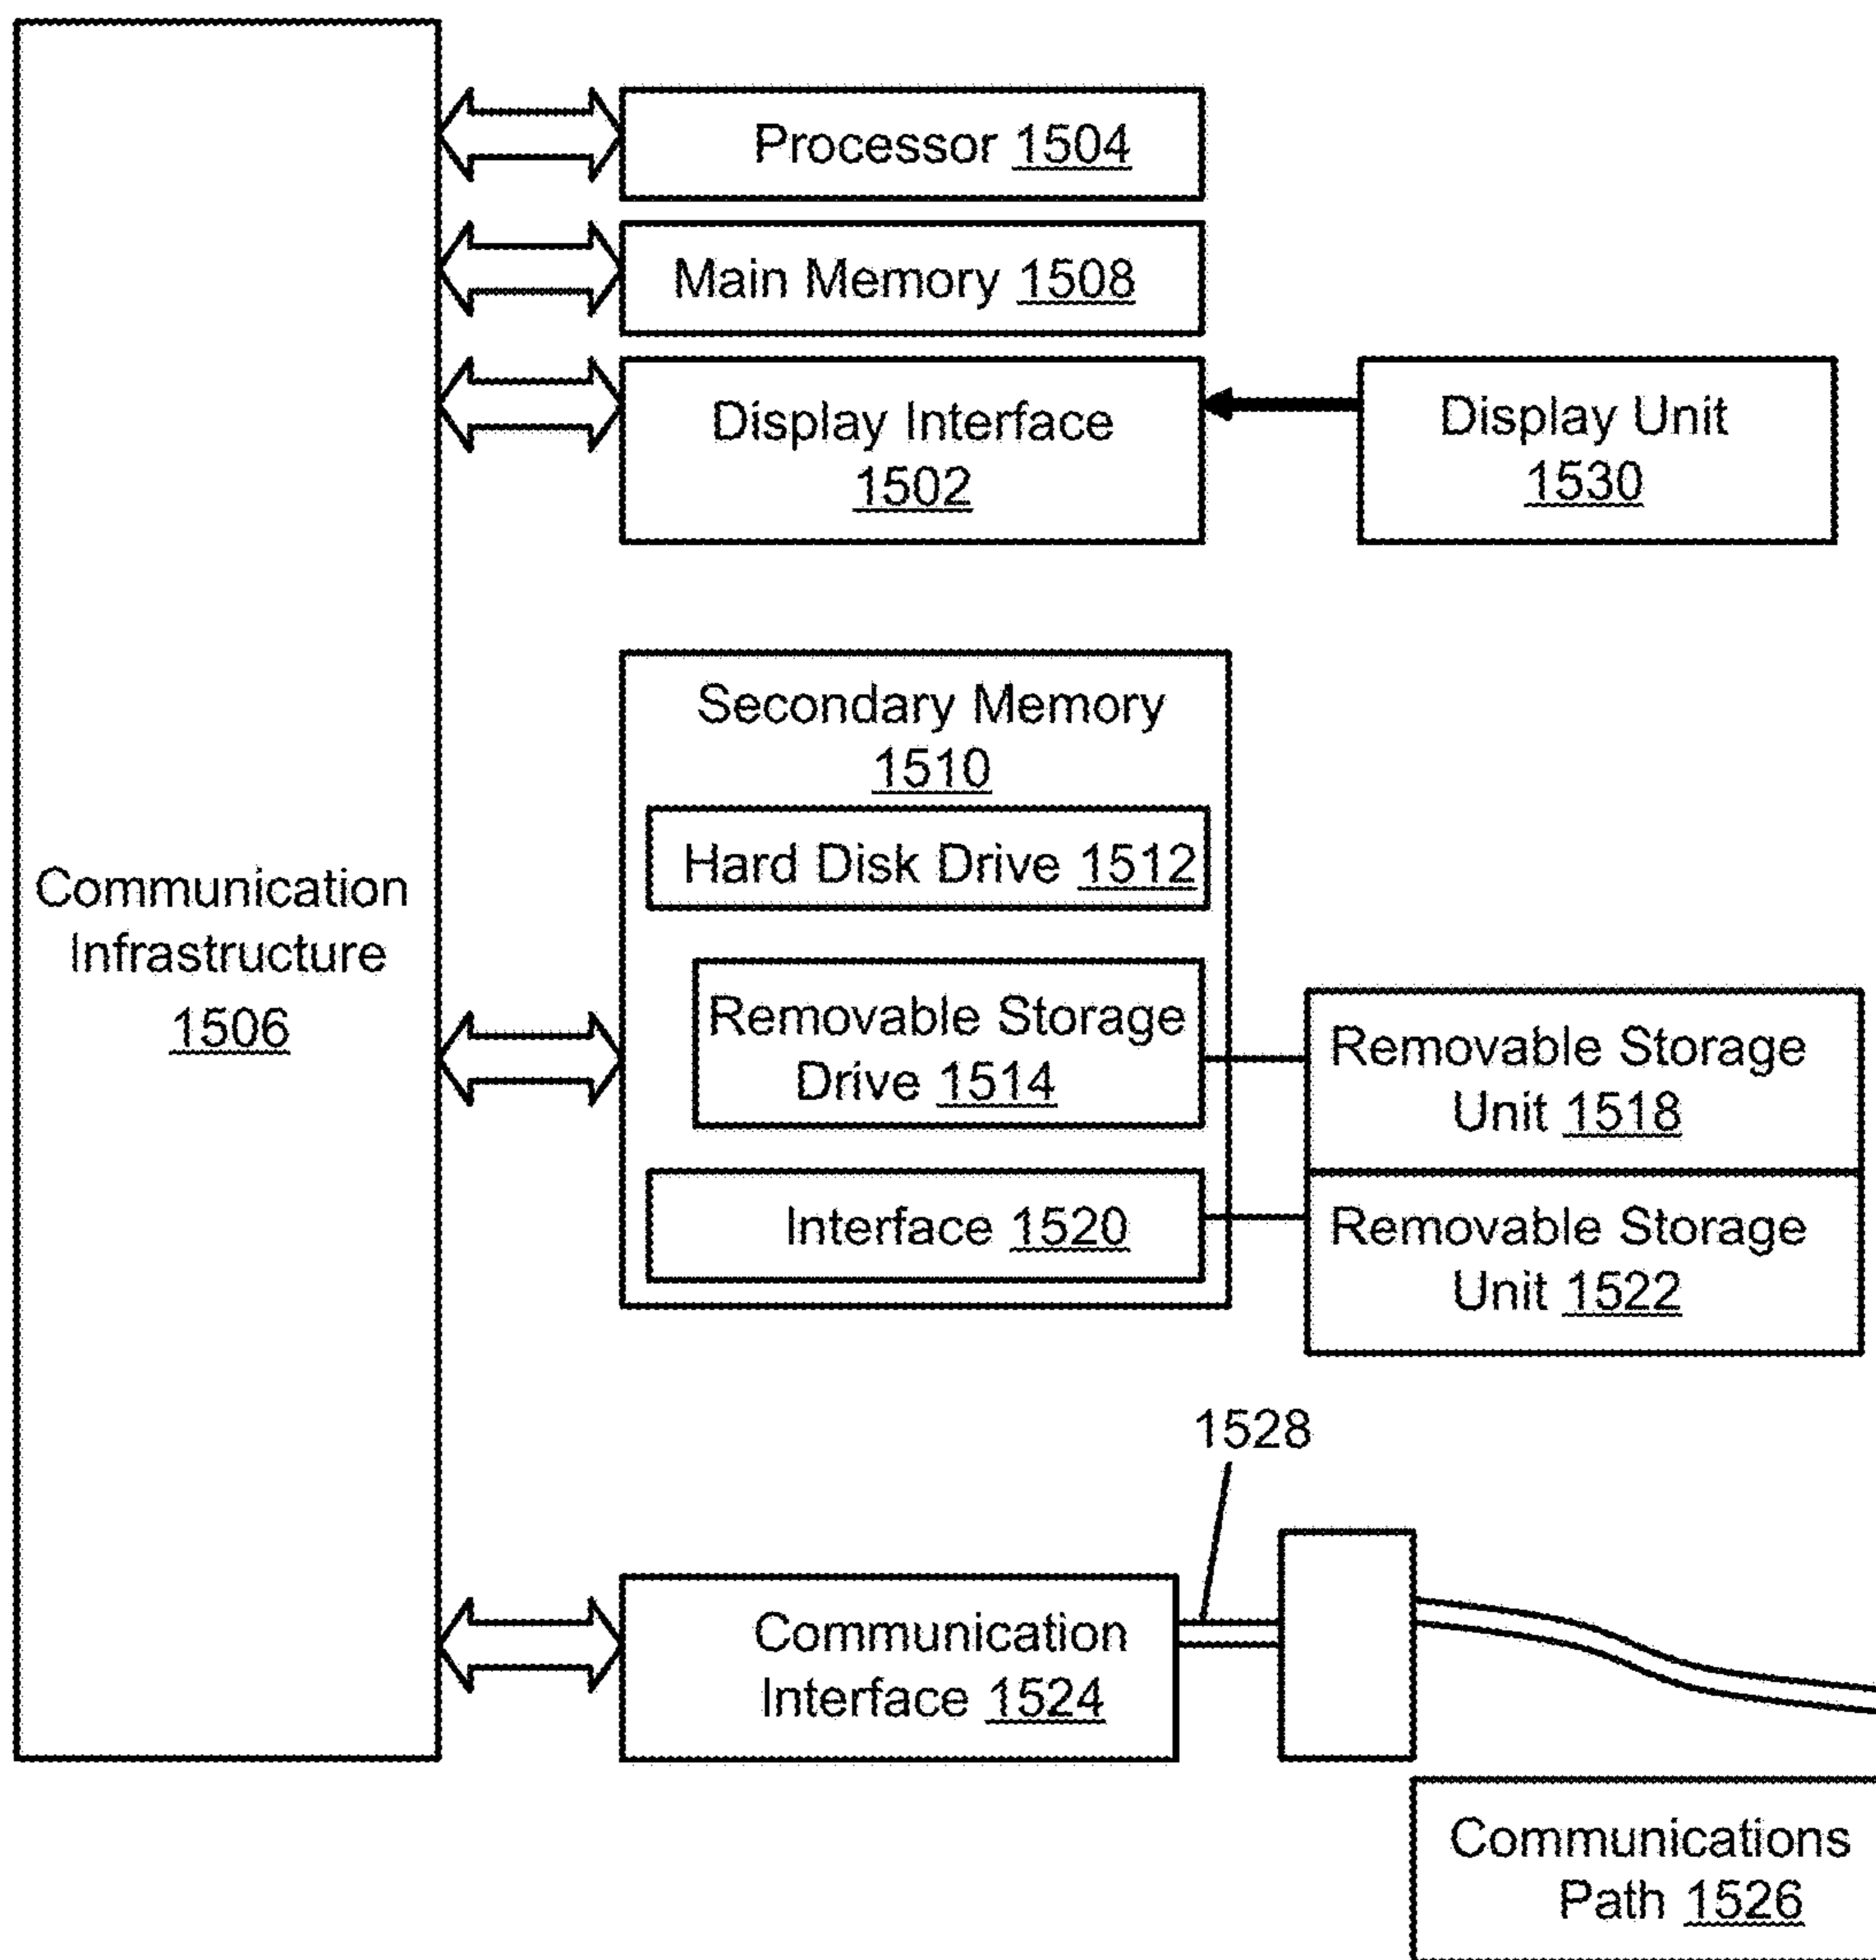 Processor 1504
Main Memory 1508
Display Interface
1502
Display Unit
1530
Secondary Memory
1510
Hard Disk Drive 1512
Communication
Infrastructure
1506
Removable Storage
Drive 1514
Removable Storage
Unit 1518
Interface 1520
Removable Storage
Unit 1522
1528
Communication
Interface 1524
Communications
Path 1526